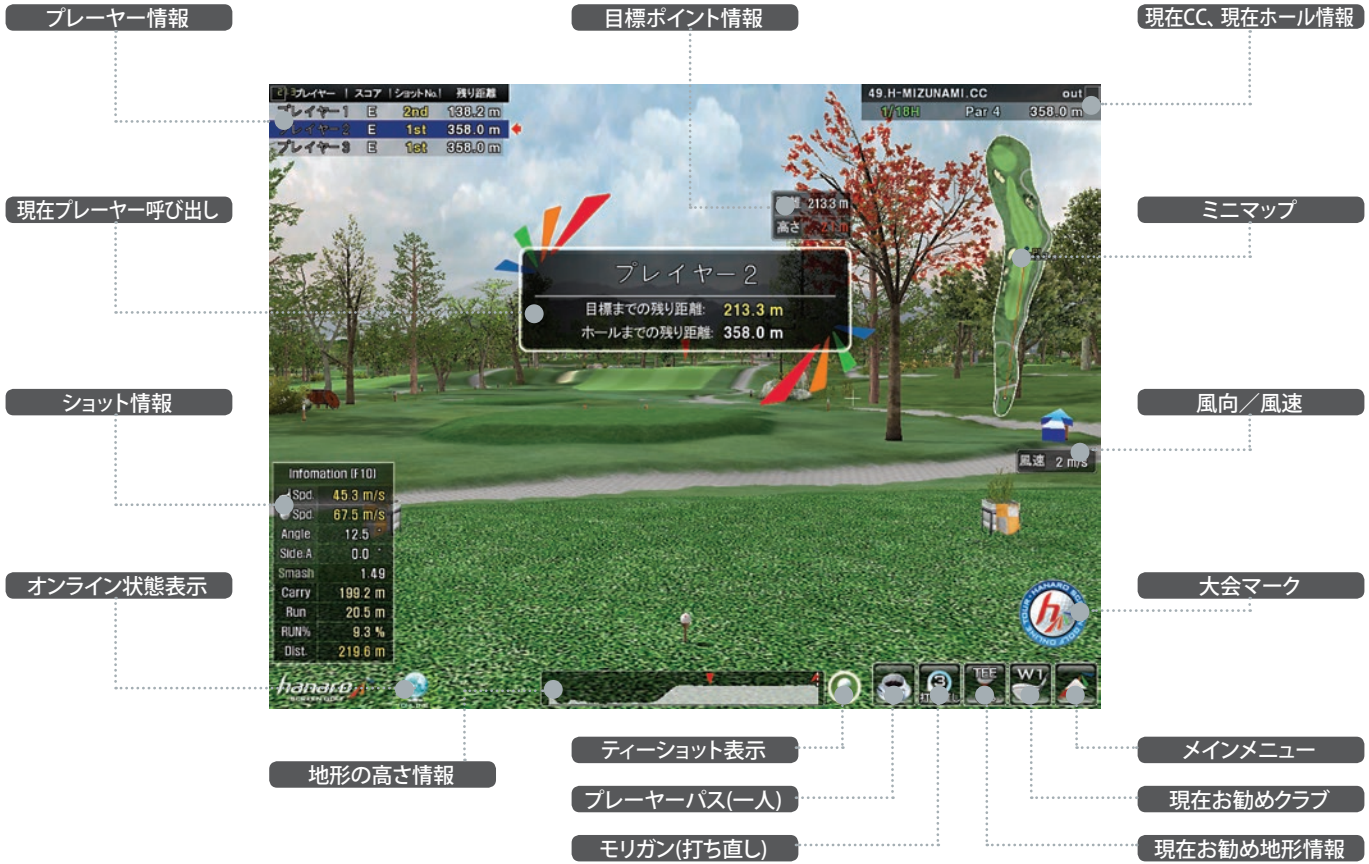 プレーヤー情報
目標ポイント情報
現在CC、現在ホール情報
プレイヤー | スコア | ショットNo. | 残り距離
プレイヤー1 E 2nd 138.2 m
プレイヤー2 E 1st 358.0 m
プレイヤー3 E 1st 358.0 m
49.H-MIZUNAMI.CC out
1/18H Par 4 358.0 m
現在プレーヤー呼び出し
213.3 m
高さ
ミニマップ
プレイヤー2
目標までの残り距離: 213.3 m
ホールまでの残り距離: 358.0 m
ショット情報
風向／風速
風速 2 m/s
Infomation [F10]
Spd. 45.3 m/s
Spd. 67.5 m/s
Angle 12.5 °
Side.A 0.0 °
Smash 1.49
Carry 199.2 m
Run 20.5 m
RUN% 9.3 %
Dist. 219.6 m
オンライン状態表示
大会マーク
HANARO SCREEN GOLF ONLINE TOUR
hanaro
TEE
W1
ティーショット表示
メインメニュー
地形の高さ情報
プレーヤーパス(一人)
現在お勧めクラブ
モリガン(打ち直し)
現在お勧め地形情報